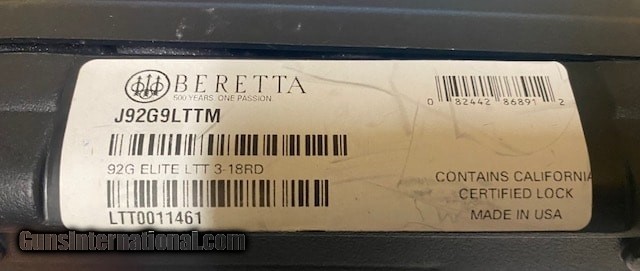 BERETTA
500 YEARS. ONE PASSION.
J92G9LTTM
0 82442 86891 2
92G ELITE LTT 3-18RD
LTT0011461
CONTAINS CALIFORNIA
CERTIFIED LOCK
MADE IN USA
GunsInternational.com